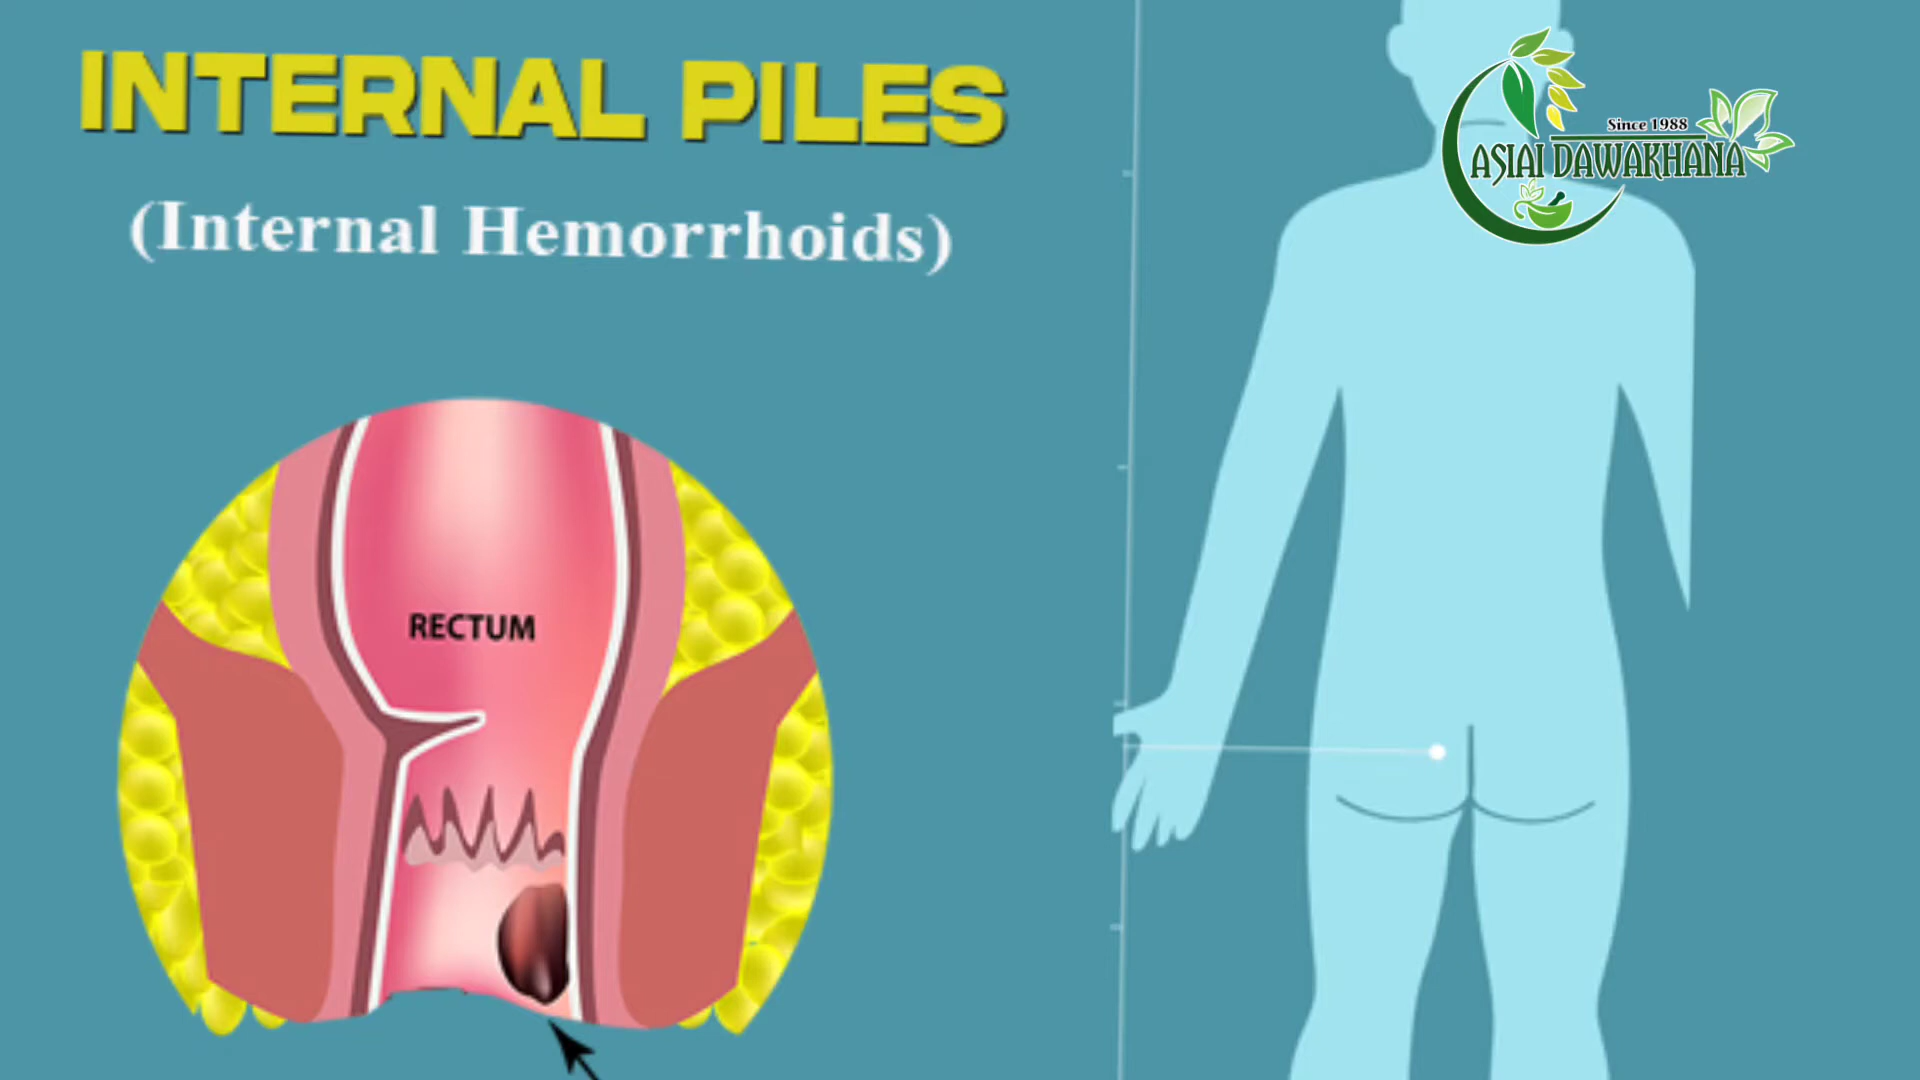 INTERNAL PILES
(Internal Hemorrhoids)
Since 1988
ASIAI DAWAKHANA
RECTUM